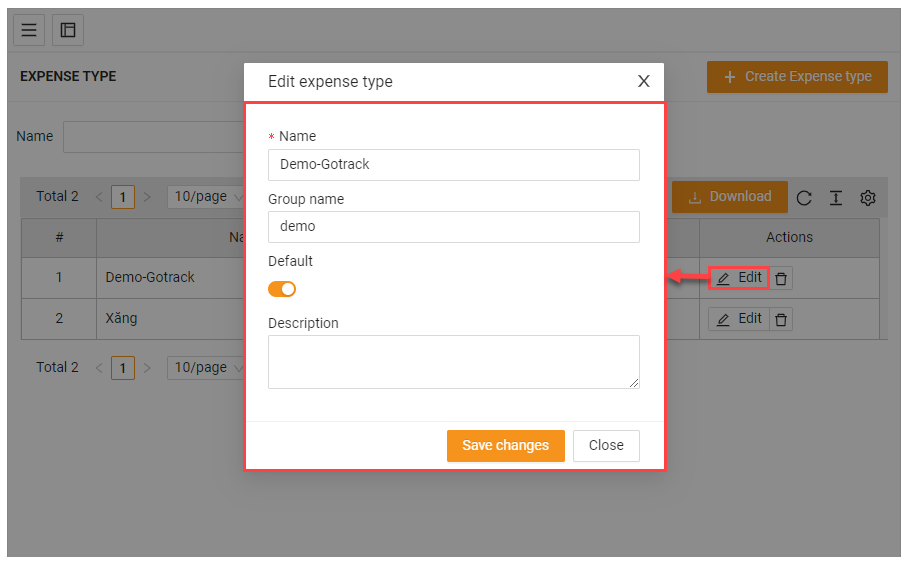 EXPENSE TYPE
Create Expense type
Name
Total 2
1
10/page
Download
#
Na
Actions
1
Demo-Gotrack
Edit
2
Xăng
Edit
Total 2
1
10/page
Edit expense type
X
* Name
Demo-Gotrack
Group name
demo
Default
Description
Save changes
Close